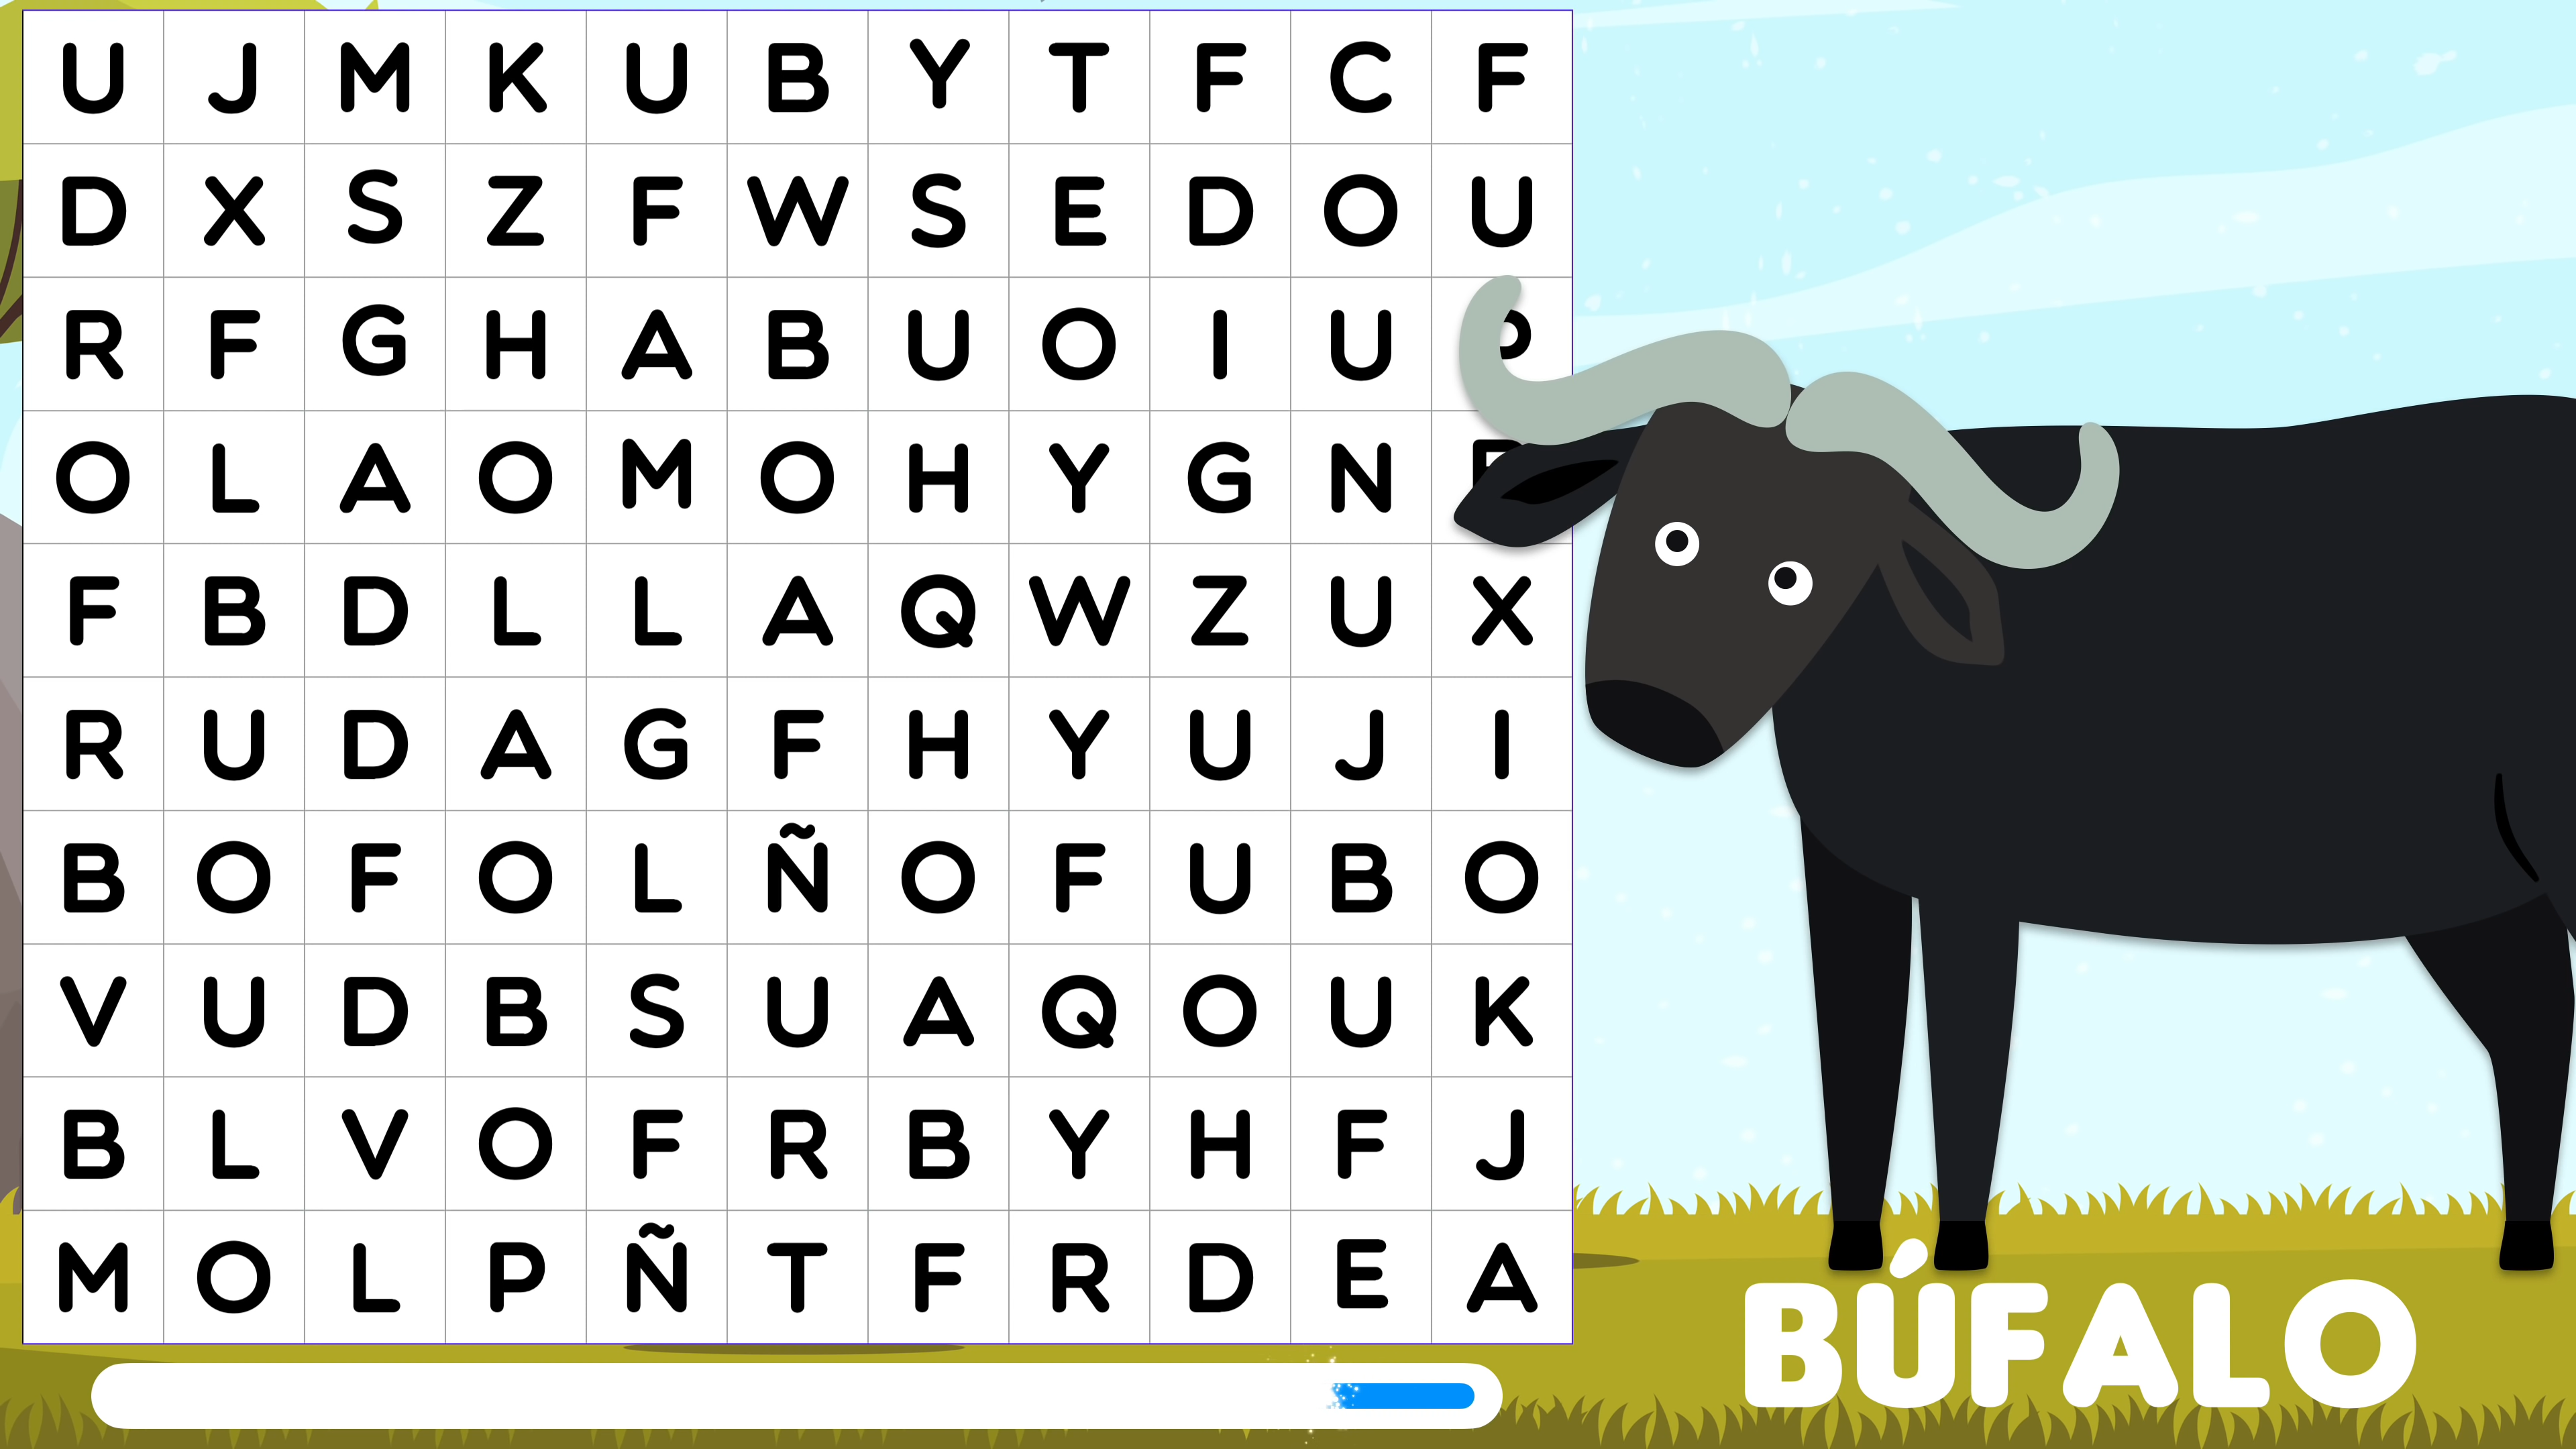 U J M K U B Y T F C F
D X S Z F W S E D O U
R F G H A B U O I U
O L A O M O H Y G N
F B D L L A Q W Z U X
R U D A G F H Y U J I
B O F O L Ñ O F U B O
V U D B S U A Q O U K
B L V O F R B Y H F J
M O L P Ñ T F R D E A
BÚFALO